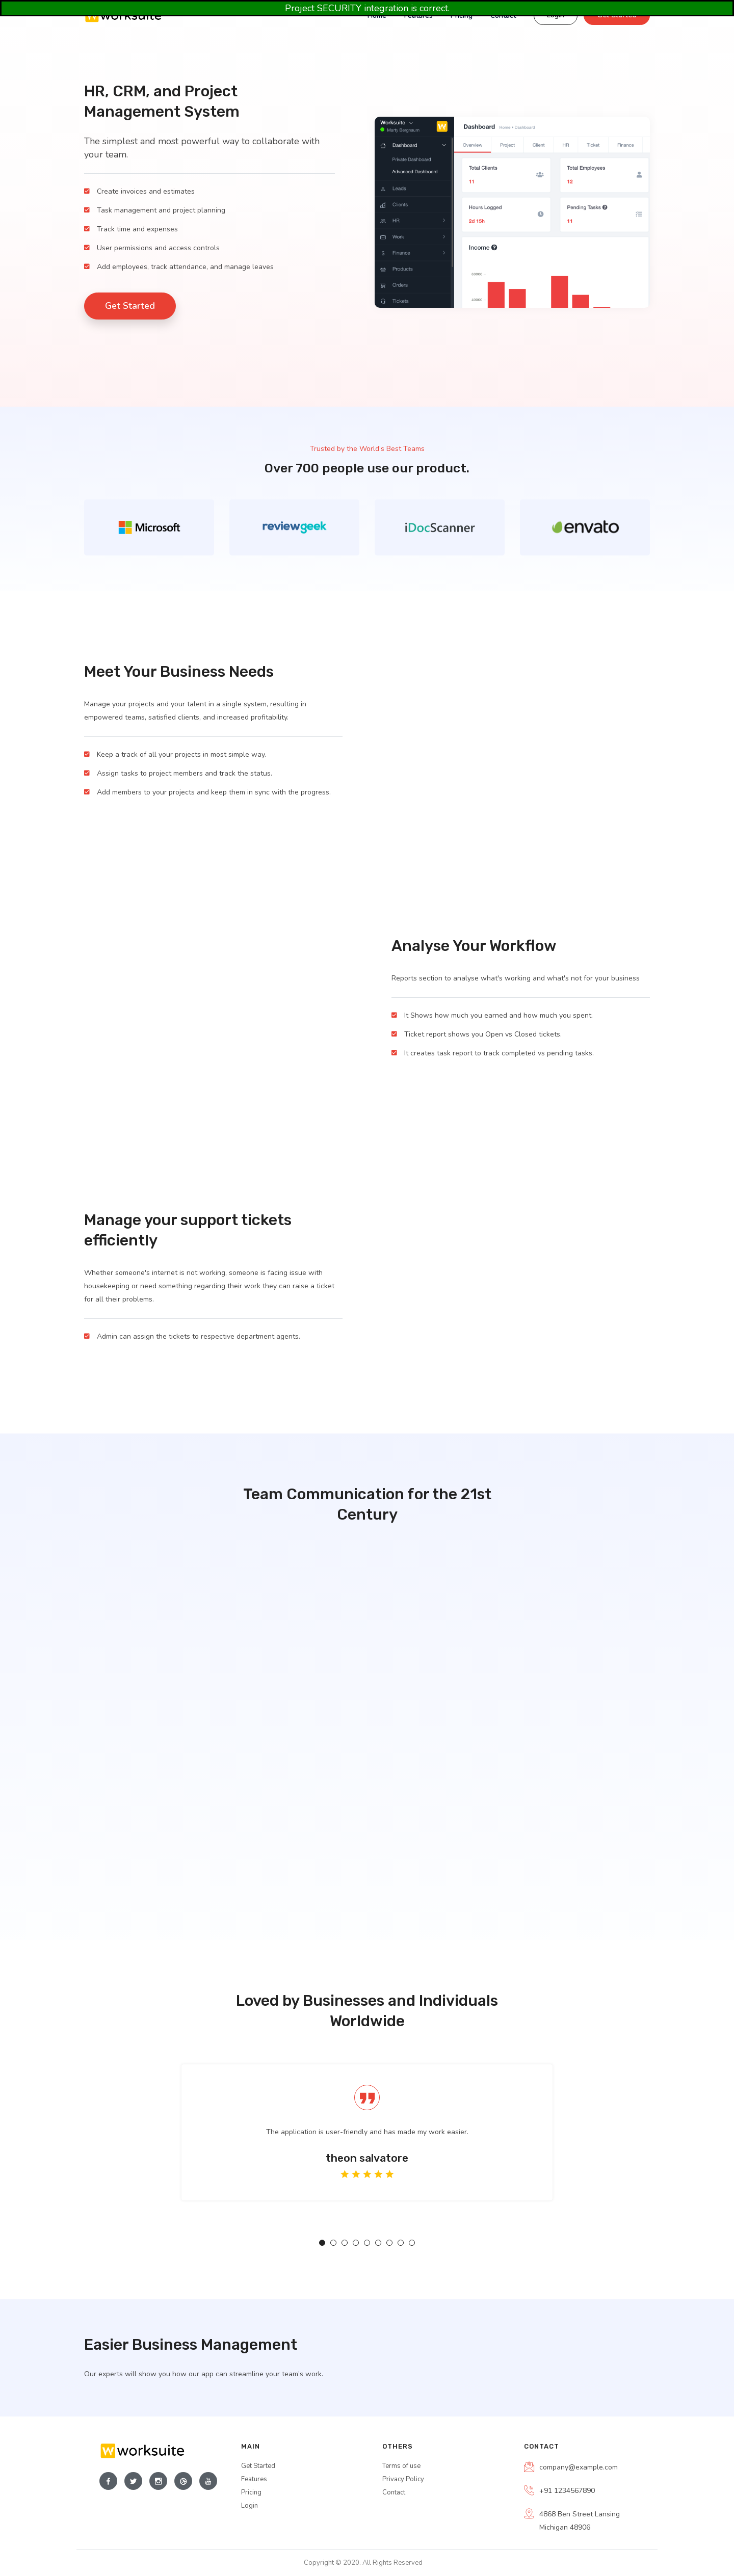 Project SECURITY integration is correct.
worksuite
Home Features Pricing Contact Login
HR, CRM, and Project
Management System
The simplest and most powerful way to collaborate with
your team.
Create invoices and estimates
Task management and project planning
Track time and expenses
User permissions and access controls
Add employees, track attendance, and manage leaves
Get Started
Worksuite
Marty Bergnaum
Dashboard
Private Dashboard
Advanced Dashboard
Leads
Clients
HR
Work
Finance
Products
Orders
Tickets
Dashboard Home • Dashboard
Overview Project Client HR Ticket Finance
Total Clients
11
Total Employees
12
Hours Logged
2d 15h
Pending Tasks
11
Income
Trusted by the World's Best Teams
Over 700 people use our product.
Microsoft
reviewgeek
iDocScanner
envato
Meet Your Business Needs
Manage your projects and your talent in a single system, resulting in
empowered teams, satisfied clients, and increased profitability.
Keep a track of all your projects in most simple way.
Assign tasks to project members and track the status.
Add members to your projects and keep them in sync with the progress.
Analyse Your Workflow
Reports section to analyse what's working and what's not for your business
It Shows how much you earned and how much you spent.
Ticket report shows you Open vs Closed tickets.
It creates task report to track completed vs pending tasks.
Manage your support tickets
efficiently
Whether someone's internet is not working, someone is facing issue with
housekeeping or need something regarding their work they can raise a ticket
for all their problems.
Admin can assign the tickets to respective department agents.
Team Communication for the 21st
Century
Loved by Businesses and Individuals
Worldwide
The application is user-friendly and has made my work easier.
theon salvatore
Easier Business Management
Our experts will show you how our app can streamline your team's work.
worksuite
MAIN
Get Started
Features
Pricing
Login
OTHERS
Terms of use
Privacy Policy
Contact
CONTACT
company@example.com
+91 1234567890
4868 Ben Street Lansing
Michigan 48906
Copyright © 2020. All Rights Reserved